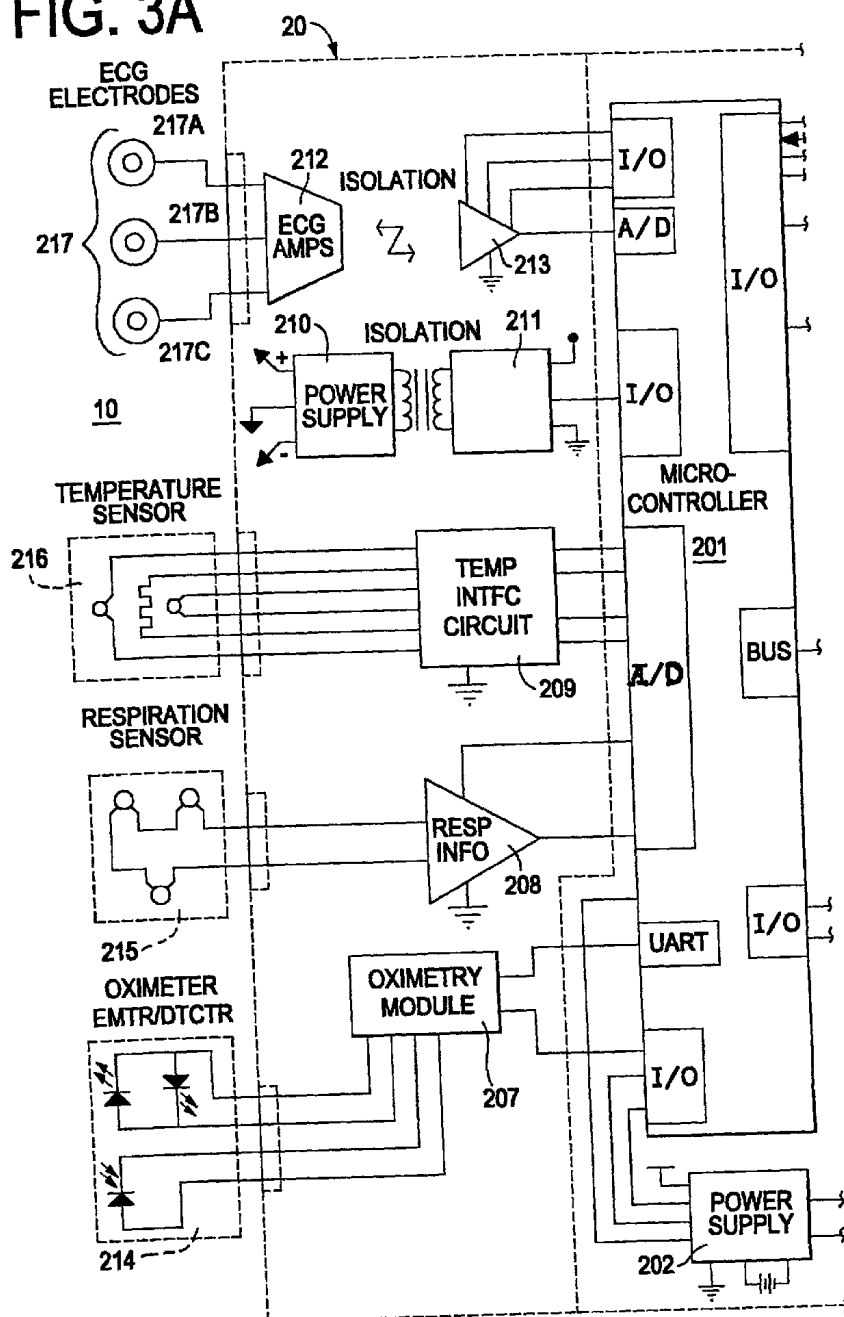 FIG. 3A
20
ECG
ELECTRODES
217A
217B
217
217C
212
ECG
AMPS
ISOLATION
213
I/O
A/D
I/O
210
ISOLATION
211
+
POWER
SUPPLY
-
I/O
10
MICRO-
CONTROLLER
201
TEMPERATURE
SENSOR
216
TEMP
INTFC
CIRCUIT
209
A/D
BUS
RESPIRATION
SENSOR
215
RESP
INFO
208
I/O
UART
OXIMETER
EMTR/DTCTR
214
OXIMETRY
MODULE
207
I/O
POWER
SUPPLY
202